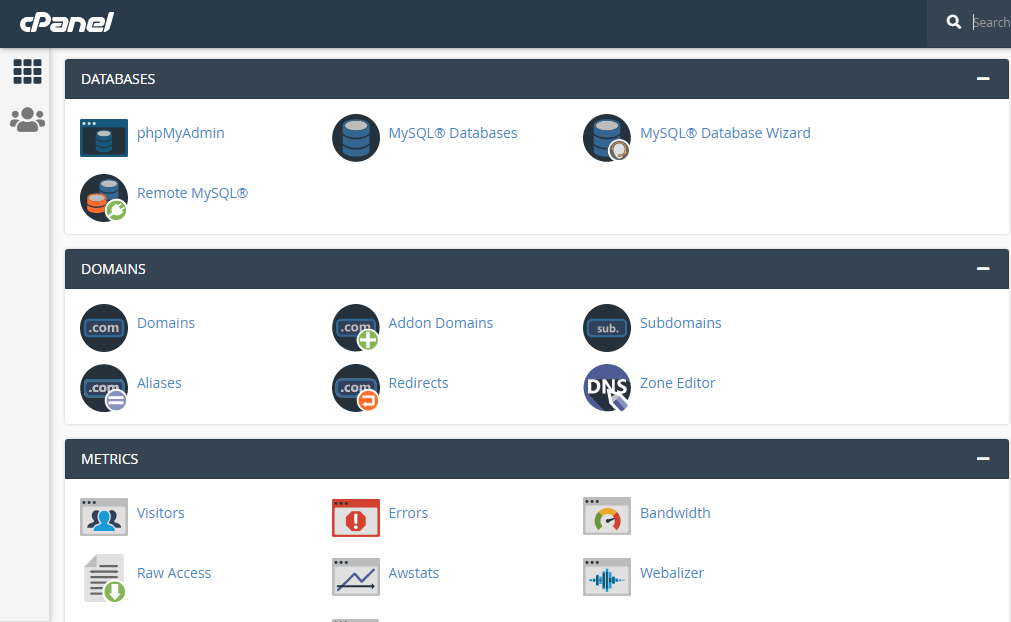 cPanel
Search
DATABASES
phpMyAdmin
MySQL® Databases
MySQL® Database Wizard
Remote MySQL®
DOMAINS
.com
Domains
.com
Addon Domains
sub.
Subdomains
.com
Aliases
.com
Redirects
DNS
Zone Editor
METRICS
Visitors
Errors
Bandwidth
Raw Access
Awstats
Webalizer